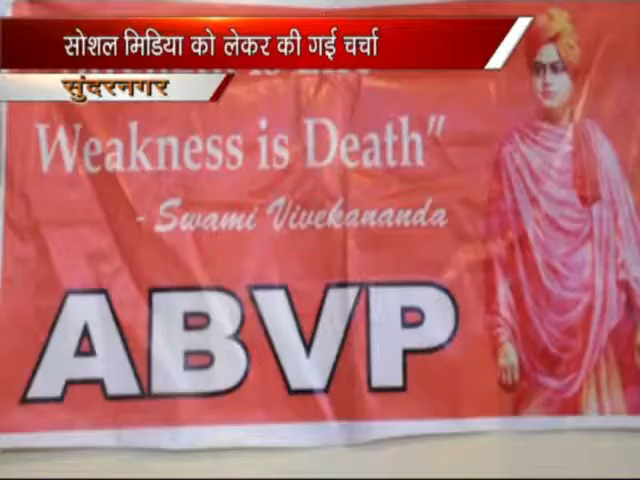 सोशल मिडिया को लेकर की गई चर्चा
सुंदरनगर
Weakness is Death"
- Swami Vivekananda
ABVP